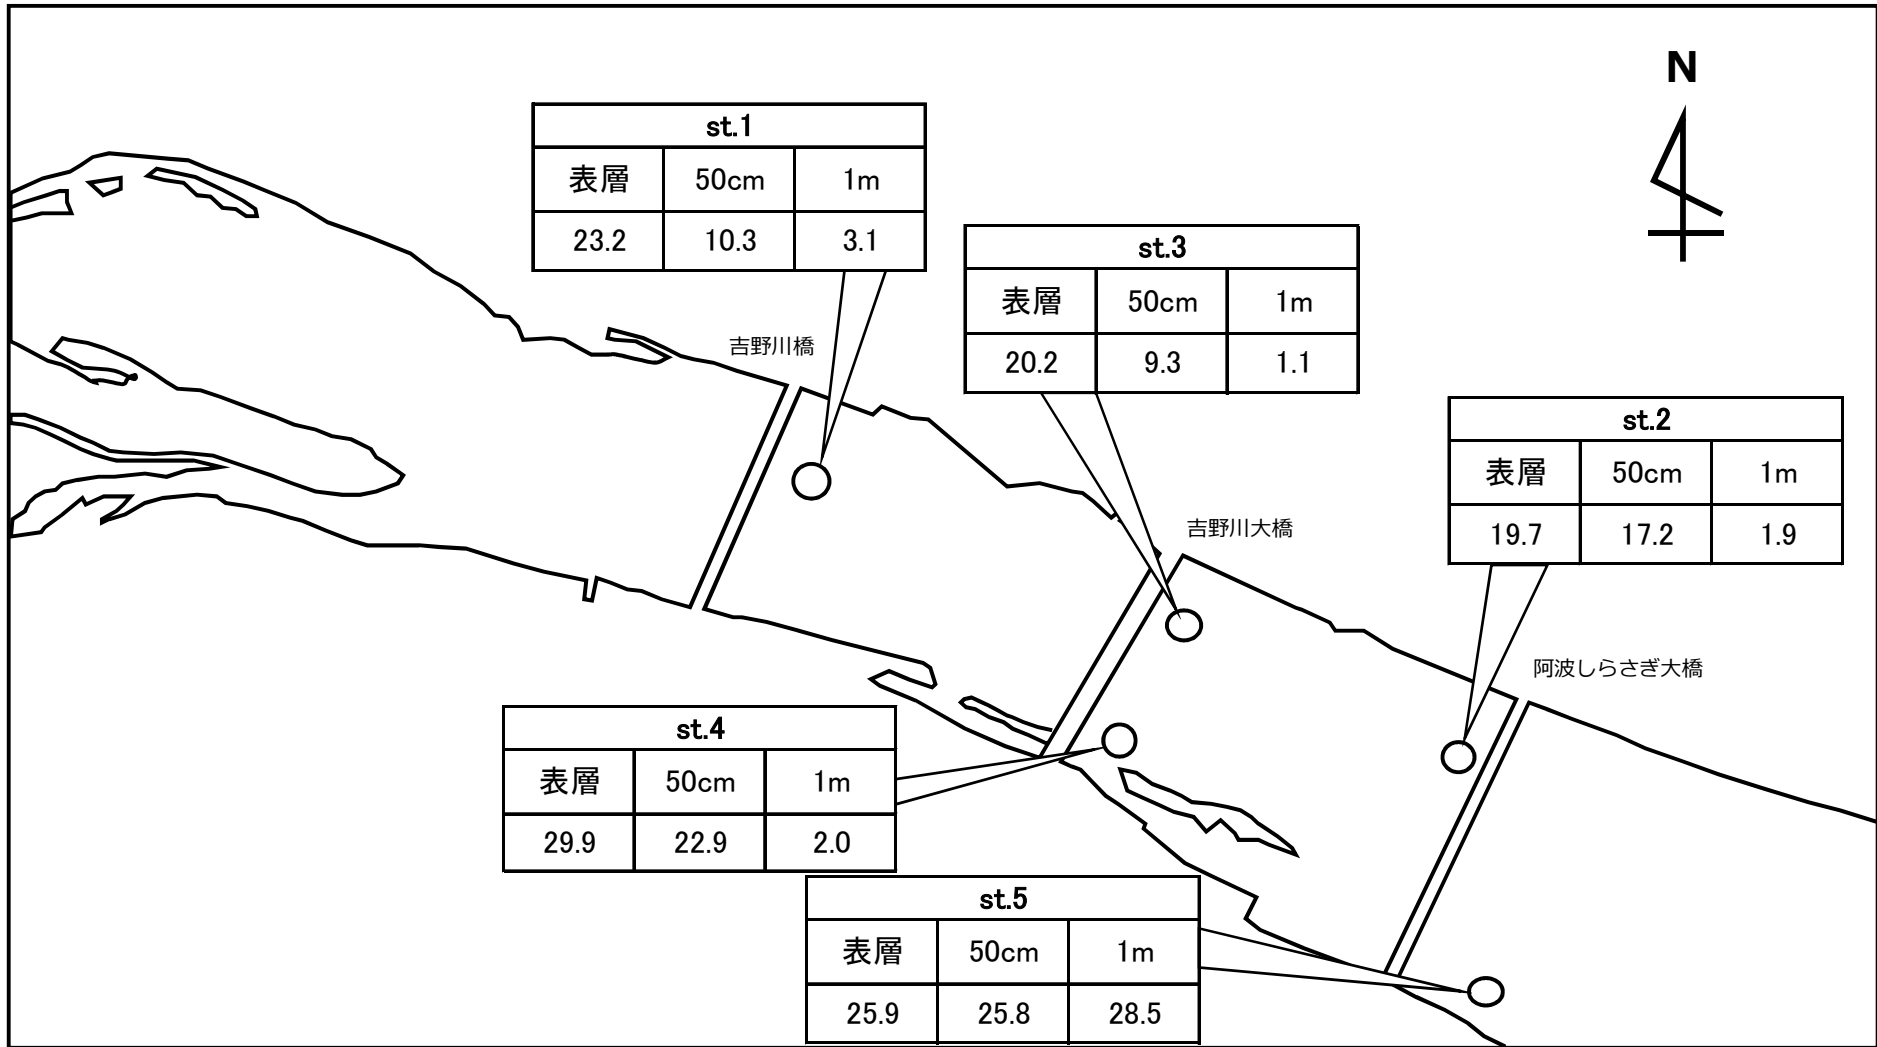 N
st.1
表層 50cm 1m
23.2 10.3 3.1
st.3
表層 50cm 1m
20.2 9.3 1.1
吉野川橋
st.2
表層 50cm 1m
19.7 17.2 1.9
吉野川大橋
阿波しらさぎ大橋
st.4
表層 50cm 1m
29.9 22.9 2.0
st.5
表層 50cm 1m
25.9 25.8 28.5